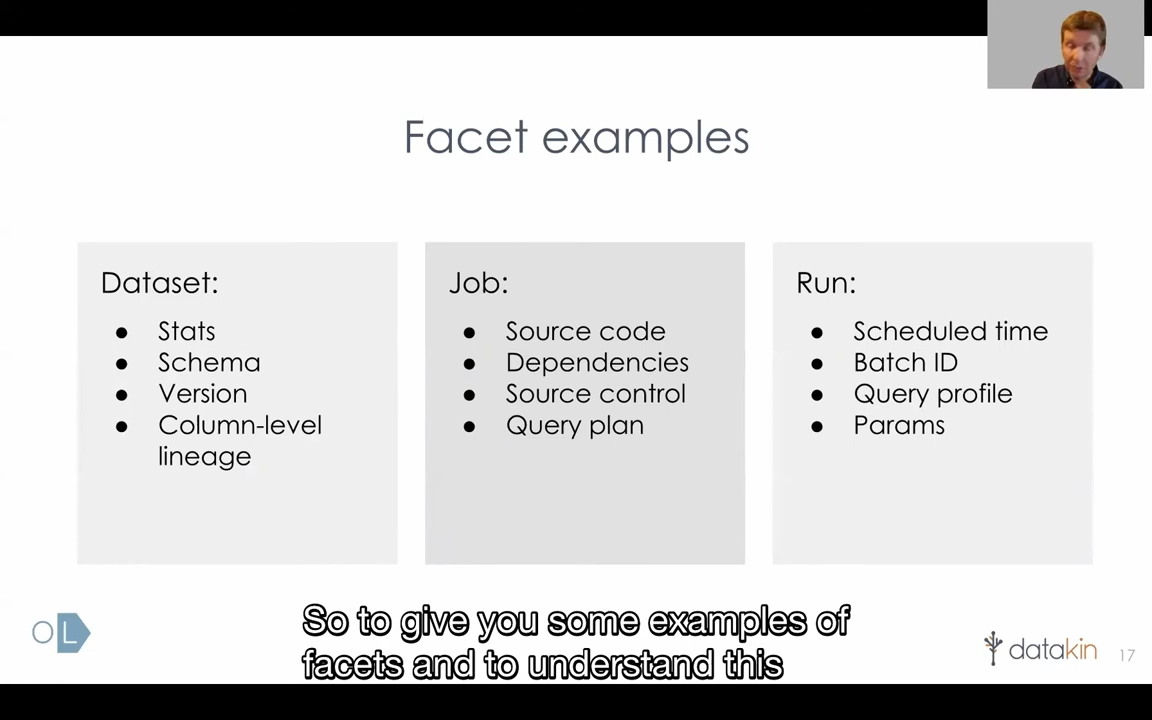 Facet examples
Dataset:
● Stats
● Schema
● Version
● Column-level
lineage
Job:
● Source code
● Dependencies
● Source control
● Query plan
Run:
● Scheduled time
● Batch ID
● Query profile
● Params
So to give you some examples of
facets and to understand this
OL
datakin
17